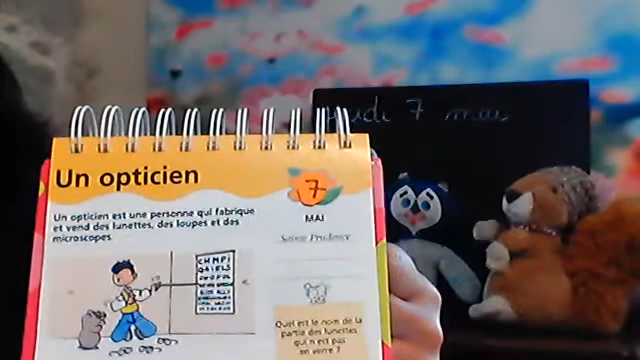 jeudi 7 mai
Un opticien
7
MAI
Sainte Prudence
Un opticien est une personne qui fabrique
et vend des lunettes, des loupes et des
microscopes.
Quel est le nom de la
partie des lunettes
qui n'est pas
en verre ?